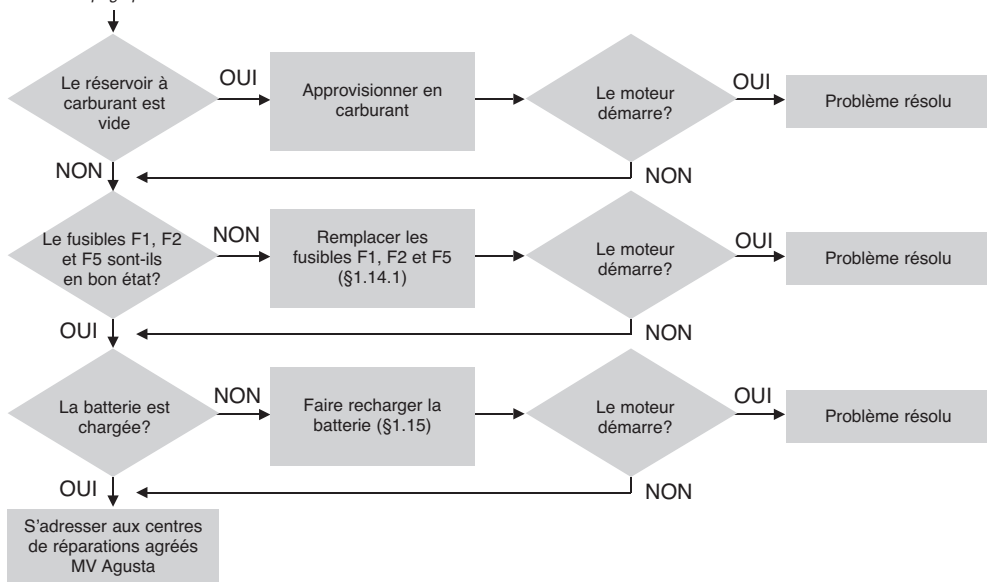 Le réservoir à
carburant est
vide
OUI
Approvisionner en
carburant
Le moteur
démarre?
OUI
Problème résolu
NON
NON
Le fusibles F1, F2
et F5 sont-ils
en bon état?
NON
Remplacer les
fusibles F1, F2 et F5
(§1.14.1)
Le moteur
démarre?
OUI
Problème résolu
OUI
NON
La batterie est
chargée?
NON
Faire recharger la
batterie (§1.15)
Le moteur
démarre?
OUI
Problème résolu
OUI
NON
S'adresser aux centres
de réparations agréés
MV Agusta